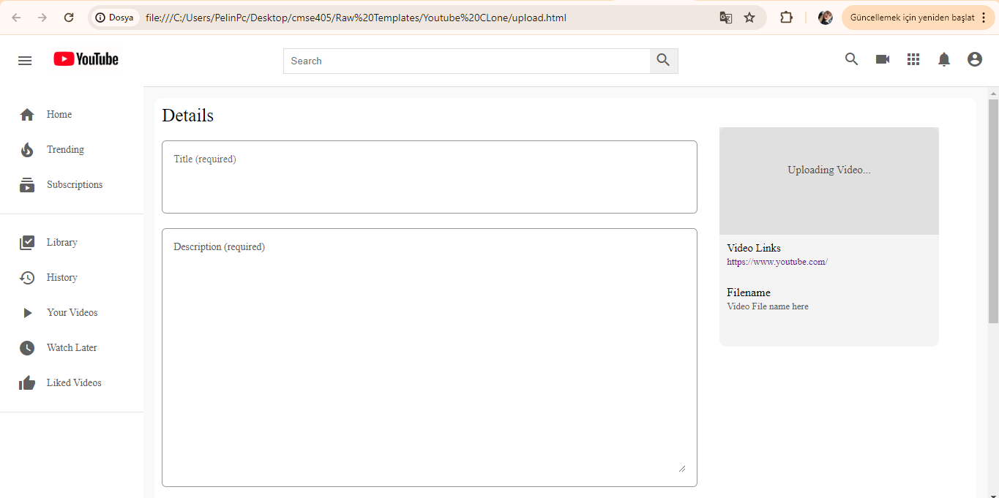 Dosya
file:///C:/Users/PelinPc/Desktop/cmse405/Raw%20Templates/Youtube%20CLone/upload.html
Güncellemek için yeniden başlat
YouTube
Search
Home
Trending
Subscriptions
Library
History
Your Videos
Watch Later
Liked Videos
Details
Title (required)
Description (required)
Uploading Video...
Video Links
https://www.youtube.com/
Filename
Video File name here